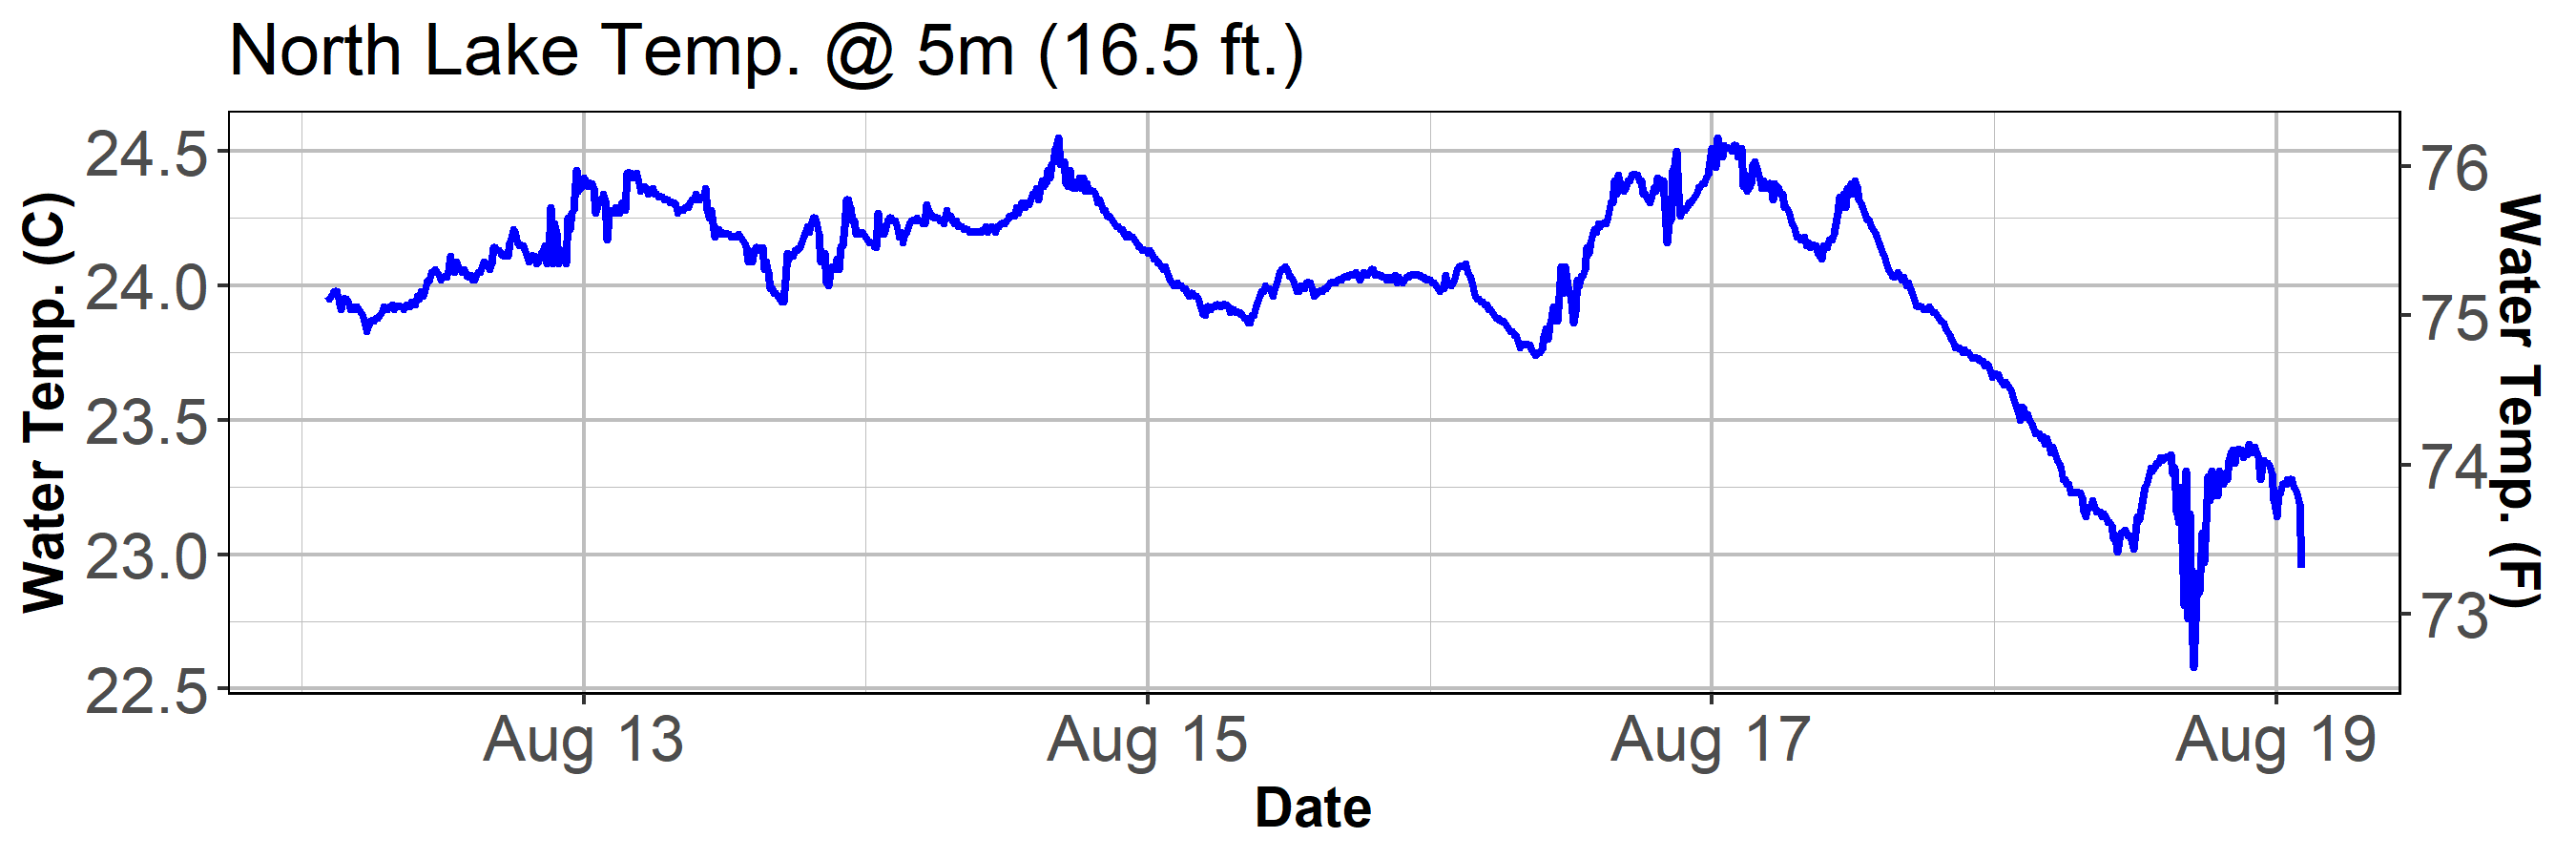 North Lake Temp. @ 5m (16.5 ft.)
Water Temp. (C)
24.5
24.0
23.5
23.0
22.5
76
75
74
73
Water Temp. (F)
Aug 13
Aug 15
Aug 17
Aug 19
Date